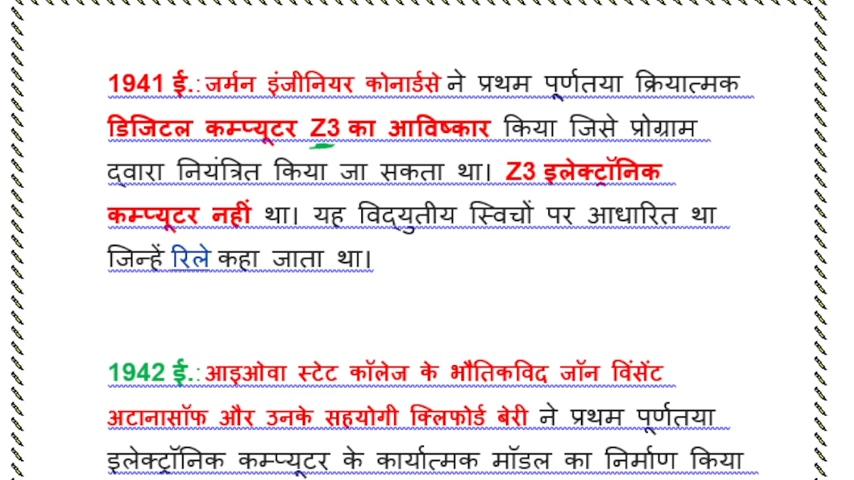 1941 ई.: जर्मन इंजीनियर कोनार्डसे ने प्रथम पूर्णतया क्रियात्मक
डिजिटल कम्प्यूटर Z3 का आविष्कार किया जिसे प्रोग्राम
द्वारा नियंत्रित किया जा सकता था। Z3 इलेक्ट्रॉनिक
कम्प्यूटर नहीं था। यह विद्युतीय स्विचों पर आधारित था
जिन्हें रिले कहा जाता था।
1942 ई.: आइओवा स्टेट कॉलेज के भौतिकविद जॉन विंसेंट
अटानासॉफ और उनके सहयोगी क्लिफोर्ड बेरी ने प्रथम पूर्णतया
इलेक्ट्रॉनिक कम्प्यूटर के कार्यात्मक मॉडल का निर्माण किया